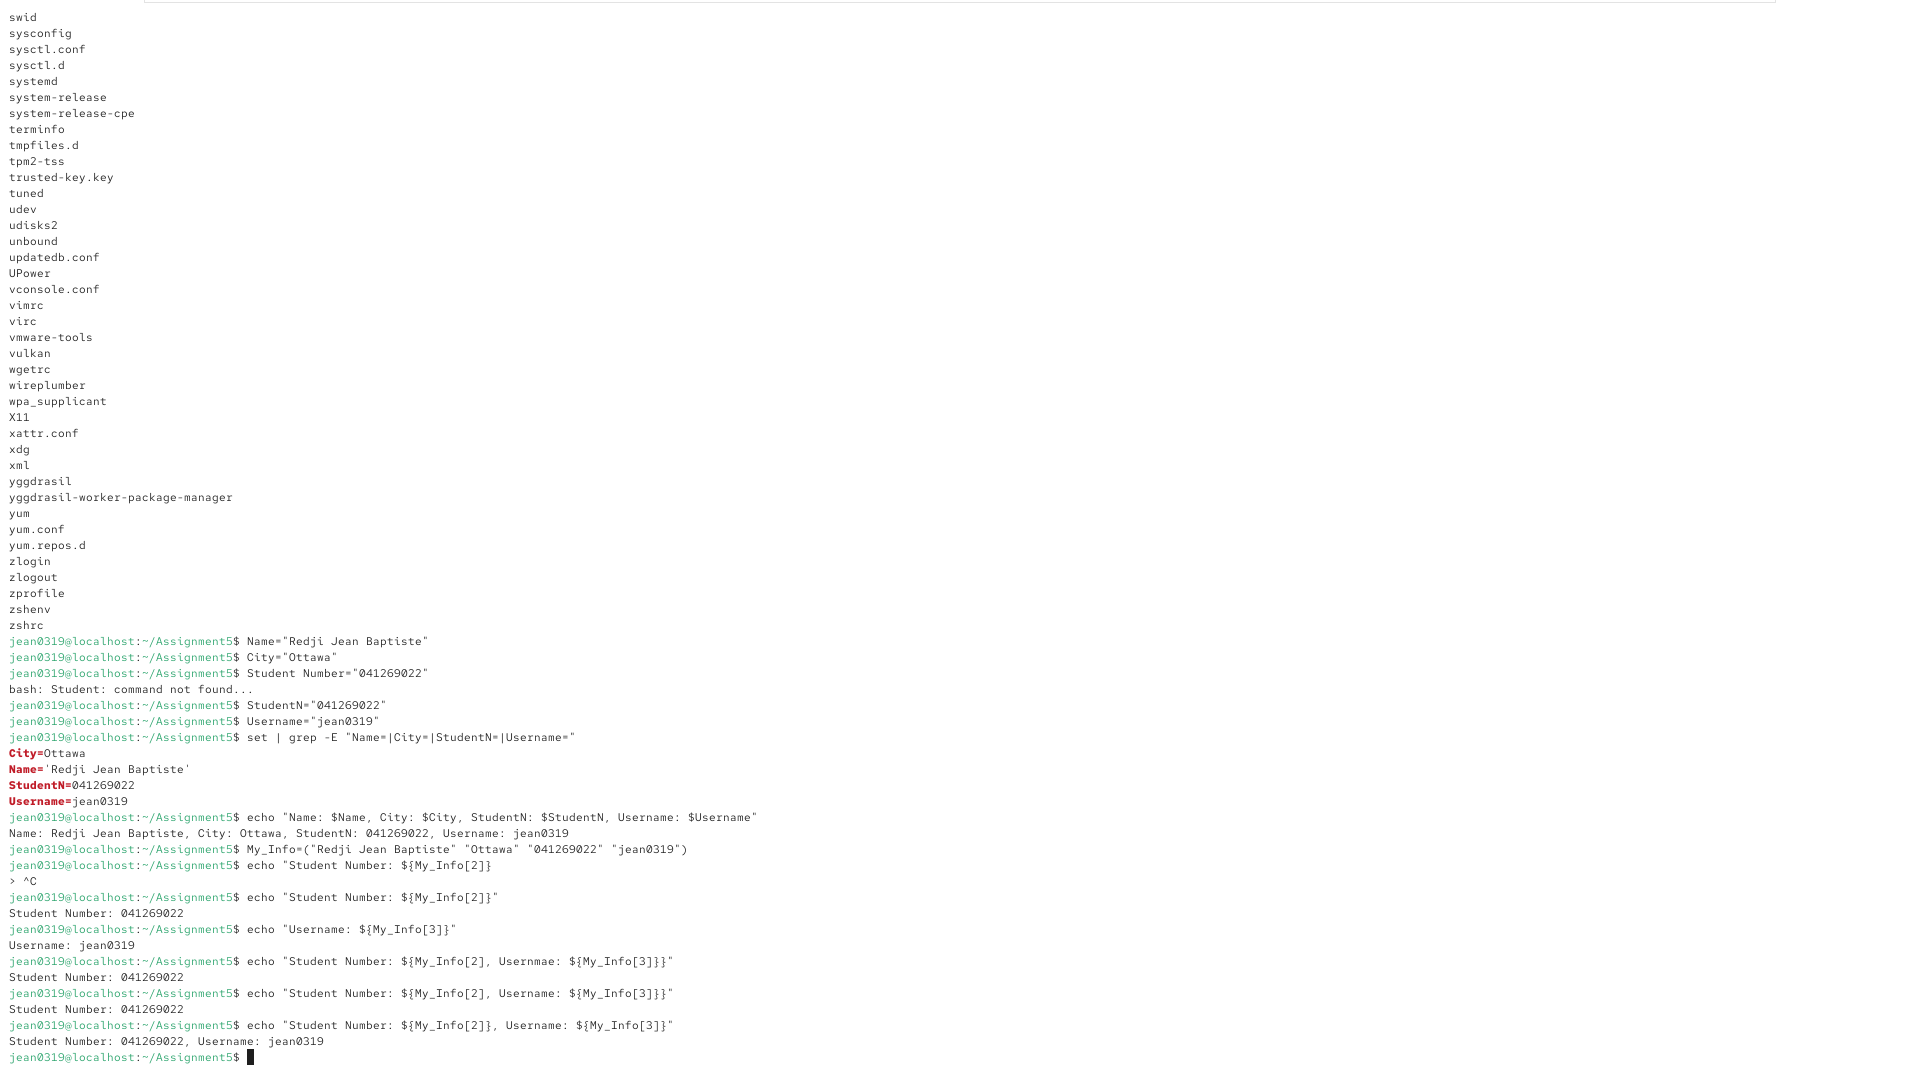 swid
sysconfig
sysctl.conf
sysctl.d
systemd
system-release
system-release-cpe
terminfo
tmpfiles.d
tpm2-tss
trusted-key.key
tuned
udev
udisks2
unbound
updatedb.conf
UPower
vconsole.conf
vimrc
virc
vmware-tools
vulkan
wgetrc
wireplumber
wpa_supplicant
X11
xattr.conf
xdg
xml
yggdrasil
yggdrasil-worker-package-manager
yum
yum.conf
yum.repos.d
zlogin
zlogout
zprofile
zshenv
zshrc
jean0319@localhost:~/Assignment5$ Name="Redji Jean Baptiste"
jean0319@localhost:~/Assignment5$ City="Ottawa"
jean0319@localhost:~/Assignment5$ Student Number="041269022"
bash: Student: command not found...
jean0319@localhost:~/Assignment5$ StudentN="041269022"
jean0319@localhost:~/Assignment5$ Username="jean0319"
jean0319@localhost:~/Assignment5$ set | grep -E "Name=|City=|StudentN=|Username="
City=Ottawa
Name='Redji Jean Baptiste'
StudentN=041269022
Username=jean0319
jean0319@localhost:~/Assignment5$ echo "Name: $Name, City: $City, StudentN: $StudentN, Username: $Username"
Name: Redji Jean Baptiste, City: Ottawa, StudentN: 041269022, Username: jean0319
jean0319@localhost:~/Assignment5$ My_Info=("Redji Jean Baptiste" "Ottawa" "041269022" "jean0319")
jean0319@localhost:~/Assignment5$ echo "Student Number: ${My_Info[2]}
> ^C
jean0319@localhost:~/Assignment5$ echo "Student Number: ${My_Info[2]}"
Student Number: 041269022
jean0319@localhost:~/Assignment5$ echo "Username: ${My_Info[3]}"
Username: jean0319
jean0319@localhost:~/Assignment5$ echo "Student Number: ${My_Info[2], Usernmae: ${My_Info[3]}}"
Student Number: 041269022
jean0319@localhost:~/Assignment5$ echo "Student Number: ${My_Info[2], Username: ${My_Info[3]}}"
Student Number: 041269022
jean0319@localhost:~/Assignment5$ echo "Student Number: ${My_Info[2]}, Username: ${My_Info[3]}"
Student Number: 041269022, Username: jean0319
jean0319@localhost:~/Assignment5$